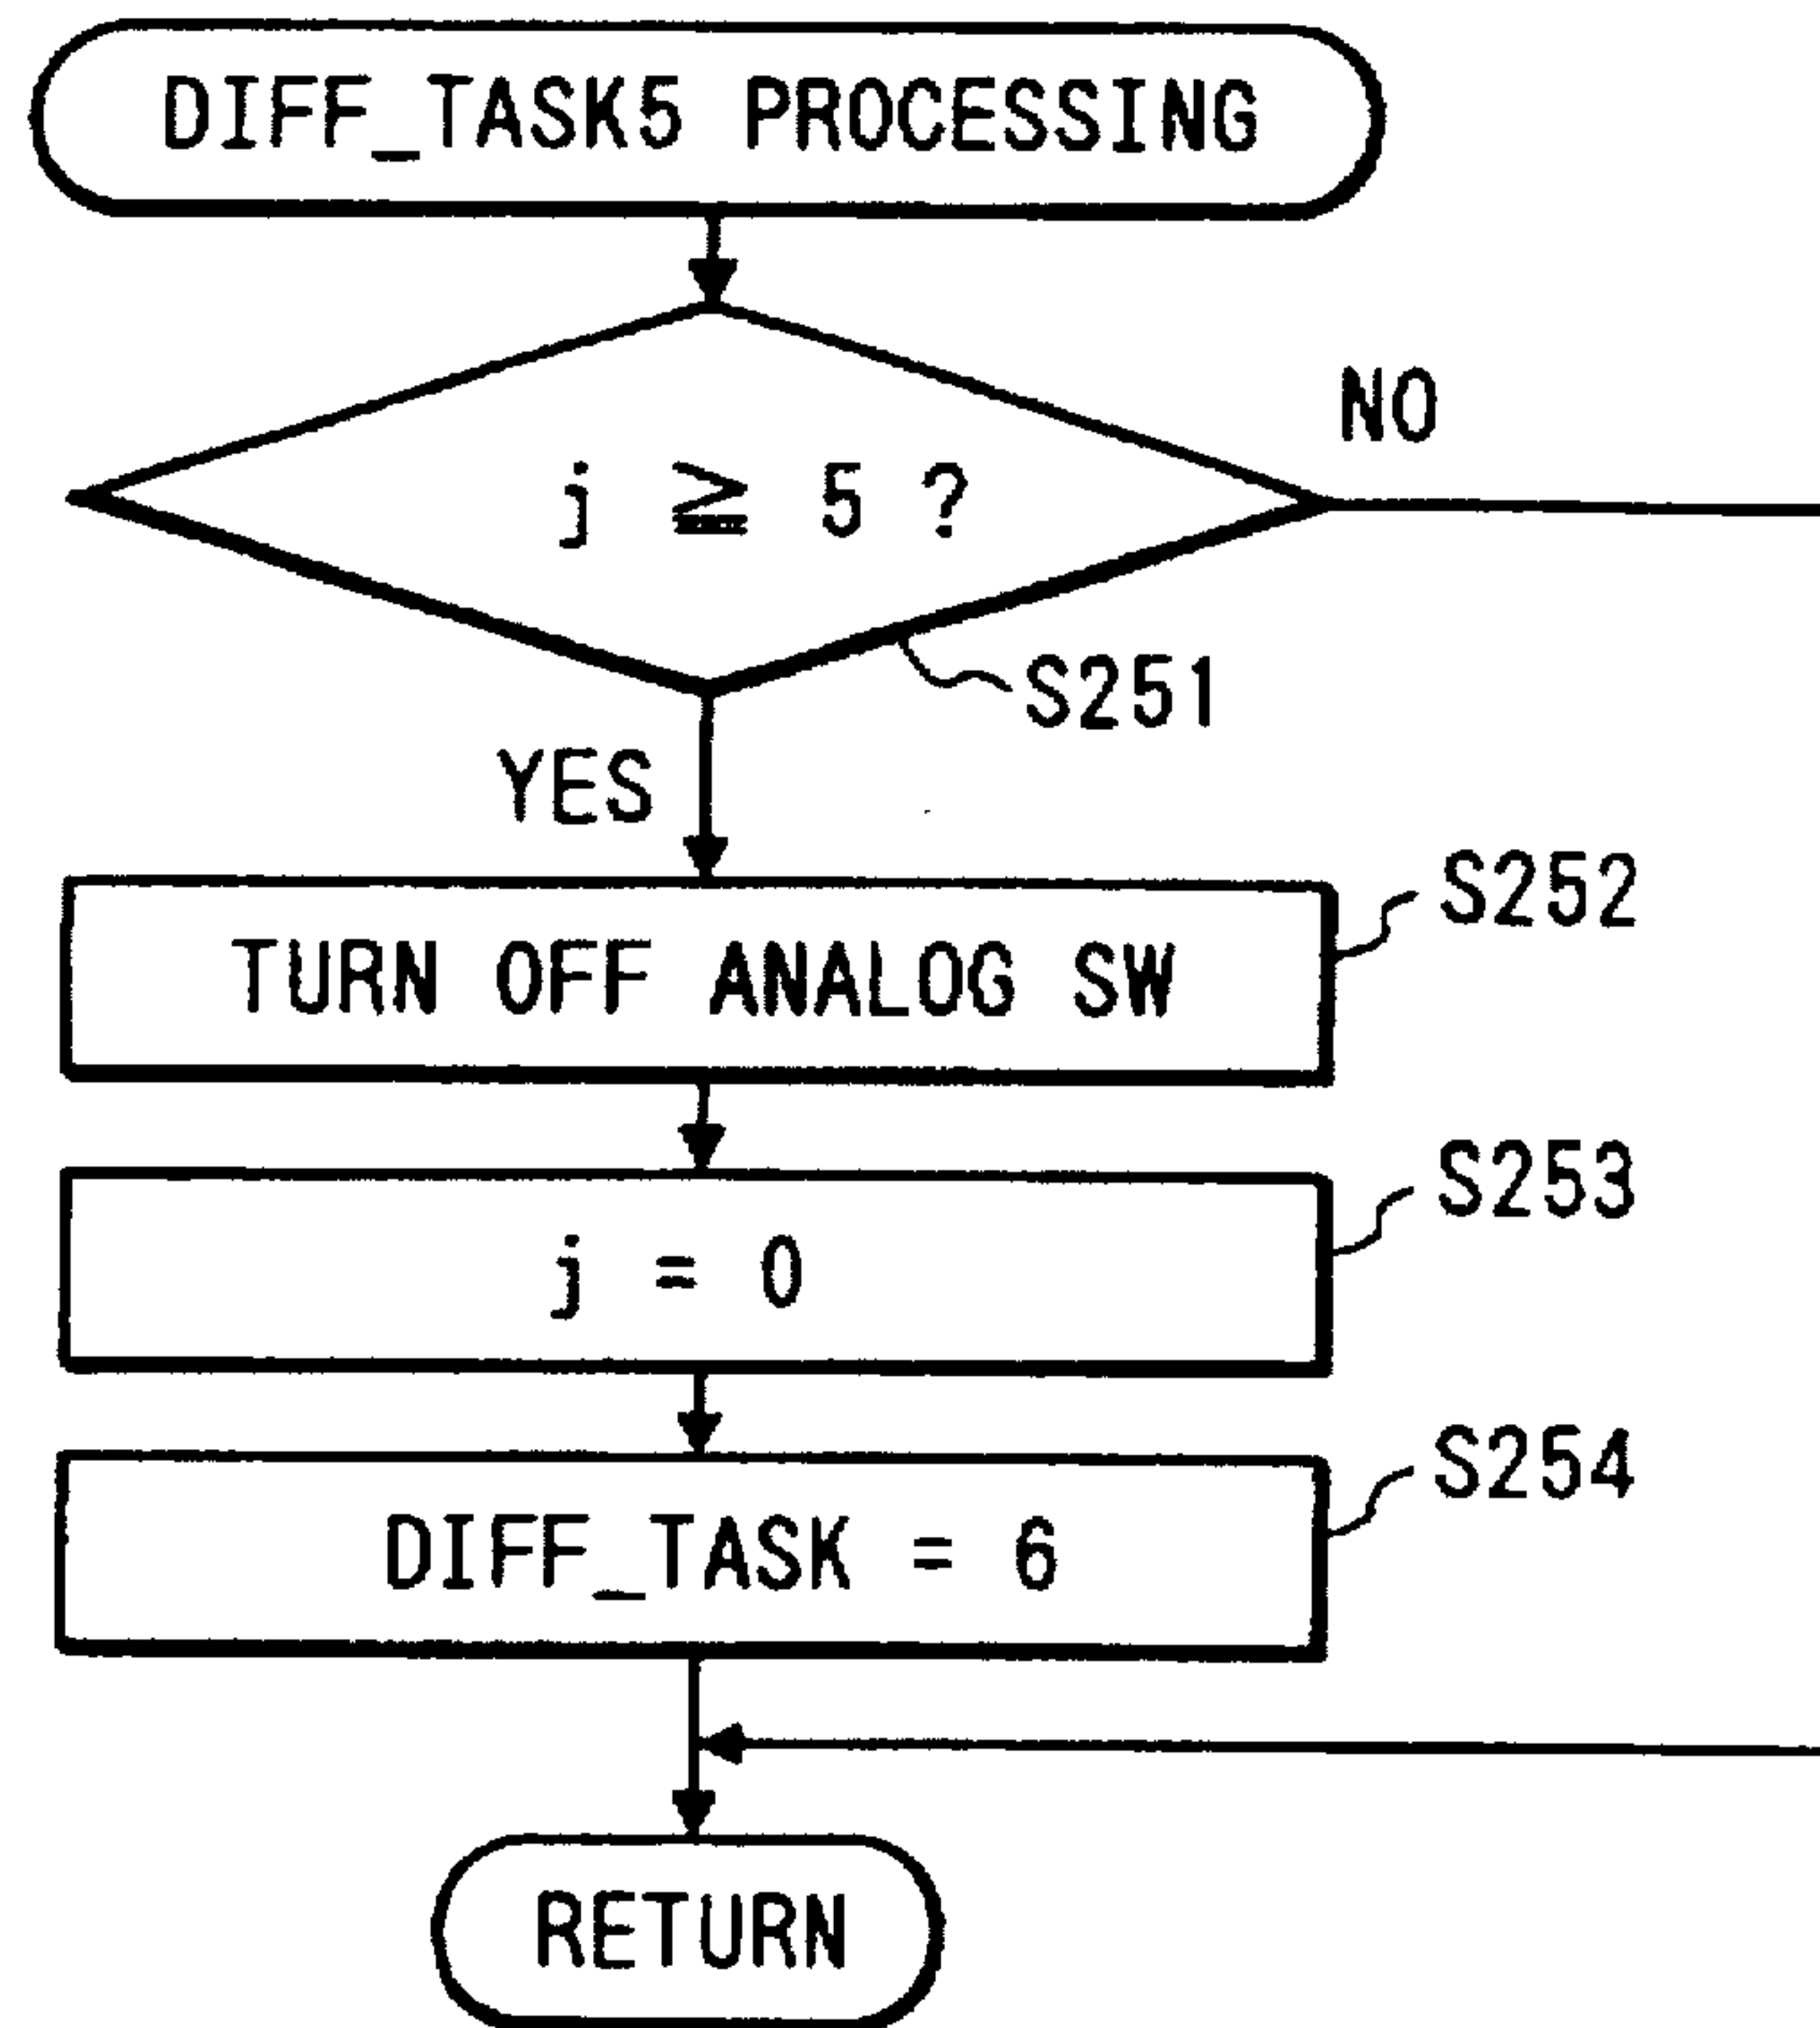 DIFF_TASK5 PROCESSING
NO
j ≧ 5 ?
S251
YES
S252
TURN OFF ANALOG SW
S253
j = 0
S254
DIFF_TASK = 6
RETURN